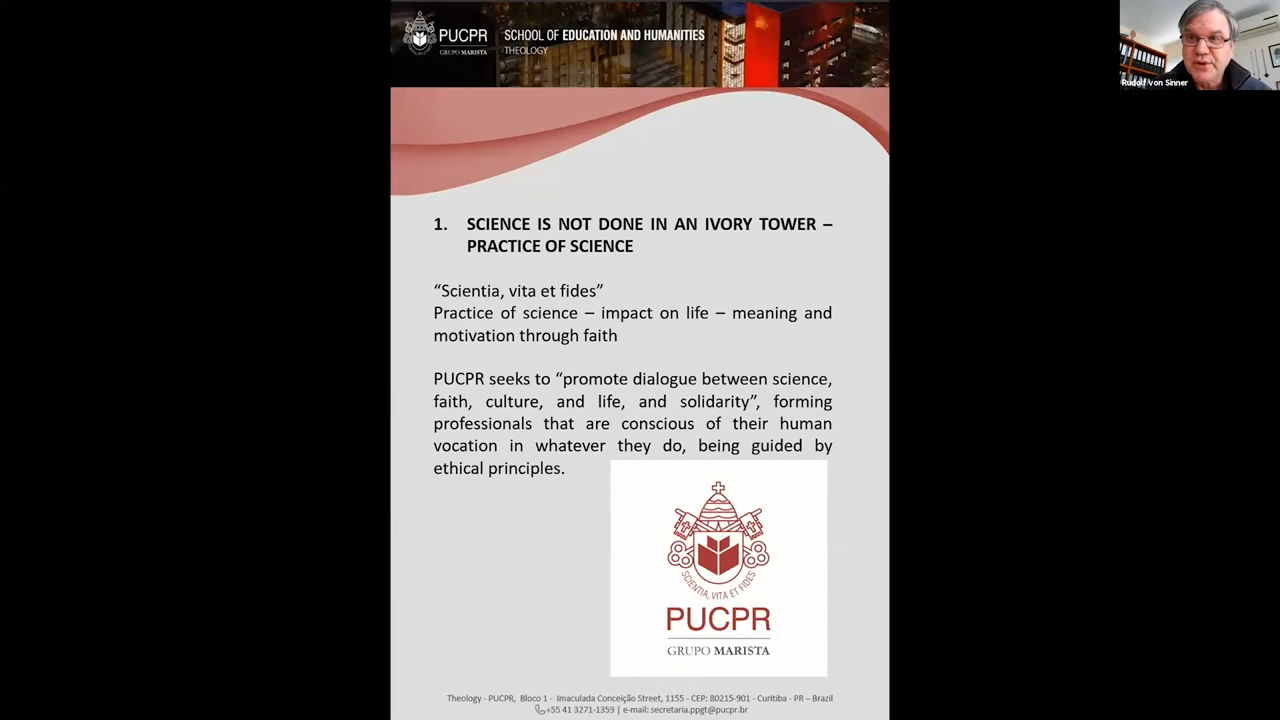 PUCPR
GRUPO MARISTA
SCHOOL OF EDUCATION AND HUMANITIES
THEOLOGY
Rudolf von Sinner
1. SCIENCE IS NOT DONE IN AN IVORY TOWER –
PRACTICE OF SCIENCE
“Scientia, vita et fides”
Practice of science – impact on life – meaning and
motivation through faith
PUCPR seeks to “promote dialogue between science,
faith, culture, and life, and solidarity”, forming
professionals that are conscious of their human
vocation in whatever they do, being guided by
ethical principles.
SCIENTIA, VITA ET FIDES
PUCPR
GRUPO MARISTA
Theology - PUCPR, Bloco 1 - Imaculada Conceição Street, 1155 - CEP: 80215-901 - Curitiba - PR – Brazil
+55 41 3271-1359 | e-mail: secretaria.ppgt@pucpr.br